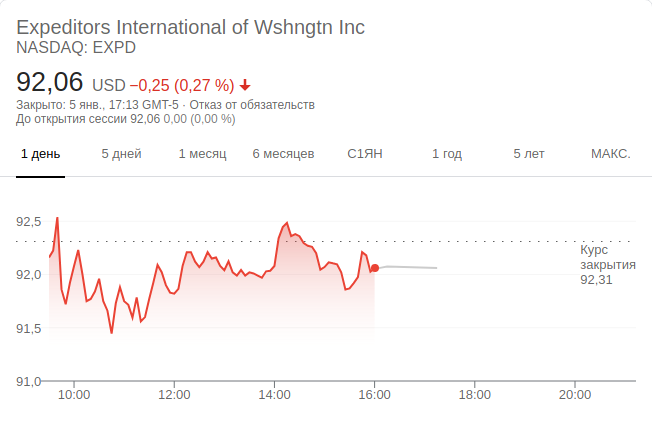 Expeditors International of Wshngtn Inc
NASDAQ: EXPD
92,06 USD −0,25 (0,27 %)
Закрыто: 5 янв., 17:13 GMT-5 · Отказ от обязательств
До открытия сессии 92,06 0,00 (0,00 %)
1 день 5 дней 1 месяц 6 месяцев С1ЯН 1 год 5 лет МАКС.
92,5
Курс
закрытия
92,31
92,0
91,5
91,0
10:00 12:00 14:00 16:00 18:00 20:00